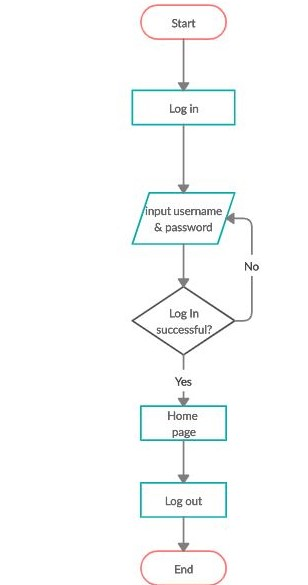 Start
Log in
input username
& password
No
Log In
successful?
Yes
Home
page
Log out
End